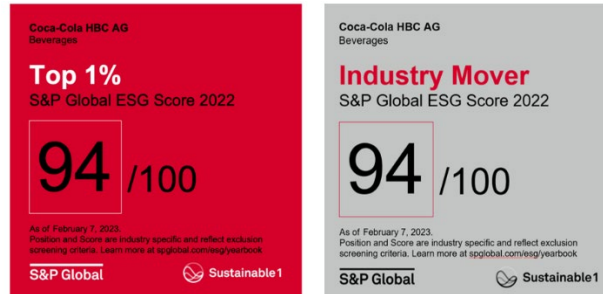 Coca-Cola HBC AG
Beverages
Top 1%
S&P Global ESG Score 2022
94 /100
As of February 7, 2023.
Position and Score are industry specific and reflect exclusion
screening criteria. Learn more at spglobal.com/esg/yearbook
S&P Global
Sustainable1
Coca-Cola HBC AG
Beverages
Industry Mover
S&P Global ESG Score 2022
94 /100
As of February 7, 2023.
Position and Score are industry specific and reflect exclusion
screening criteria. Learn more at spglobal.com/esg/yearbook
S&P Global
Sustainable1